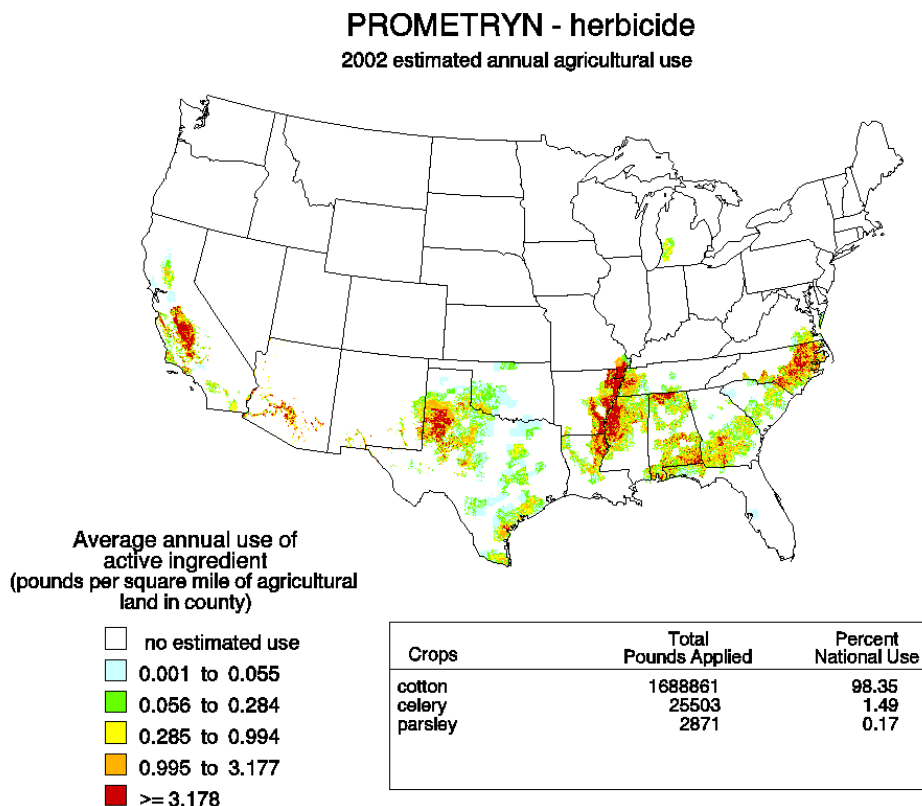 PROMETRYN - herbicide
2002 estimated annual agricultural use
Average annual use of
active ingredient
(pounds per square mile of agricultural
land in county)
no estimated use
0.001 to 0.055
0.056 to 0.284
0.285 to 0.994
0.995 to 3.177
>= 3.178
Crops Total Pounds Applied Percent National Use
cotton 1688861 98.35
celery 25503 1.49
parsley 2871 0.17